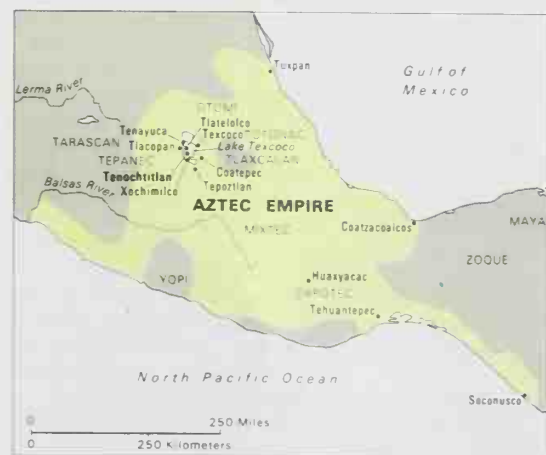 Tuxpan
Gulf of
Mexico
Lerma River
OTOMI
Tlatelolco
Tenayuca
Texcoco
TOTONAC
TARASCAN
Tlacopan
Lake Texcoco
TEPANEC
TLAXCALAN
Tenochtitlan
Coatepec
Balsas River
Xochimilco
Tepoztlan
AZTEC EMPIRE
MIXTEC
Coatzacoalcos
MAYA
ZOQUE
YOPI
Huaxyacac
ZAPOTEC
Tehuantepec
North Pacific Ocean
Soconusco
0
250 Miles
0
250 Kilometers